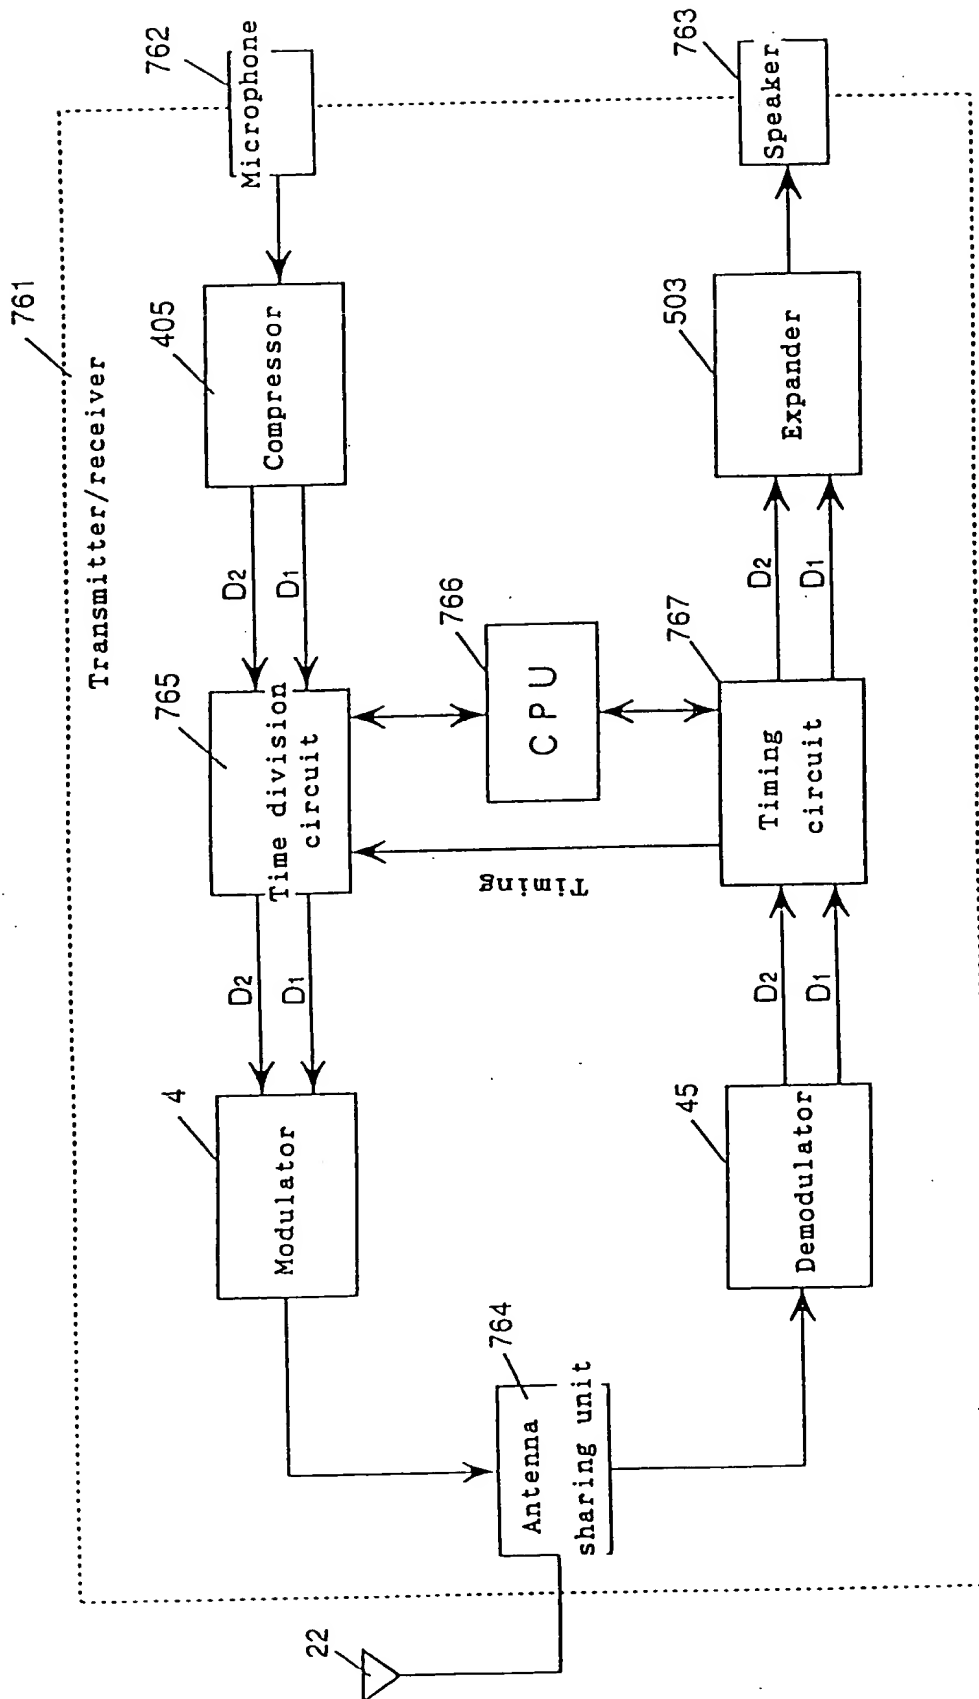 761
Transmitter/receiver
22
764
Antenna
sharing unit
4
Modulator
D2
D1
765
Time division
circuit
D2
D1
405
Compressor
762
Microphone
Timing
766
CPU
45
Demodulator
D2
D1
767
Timing
circuit
D2
D1
503
Expander
763
Speaker